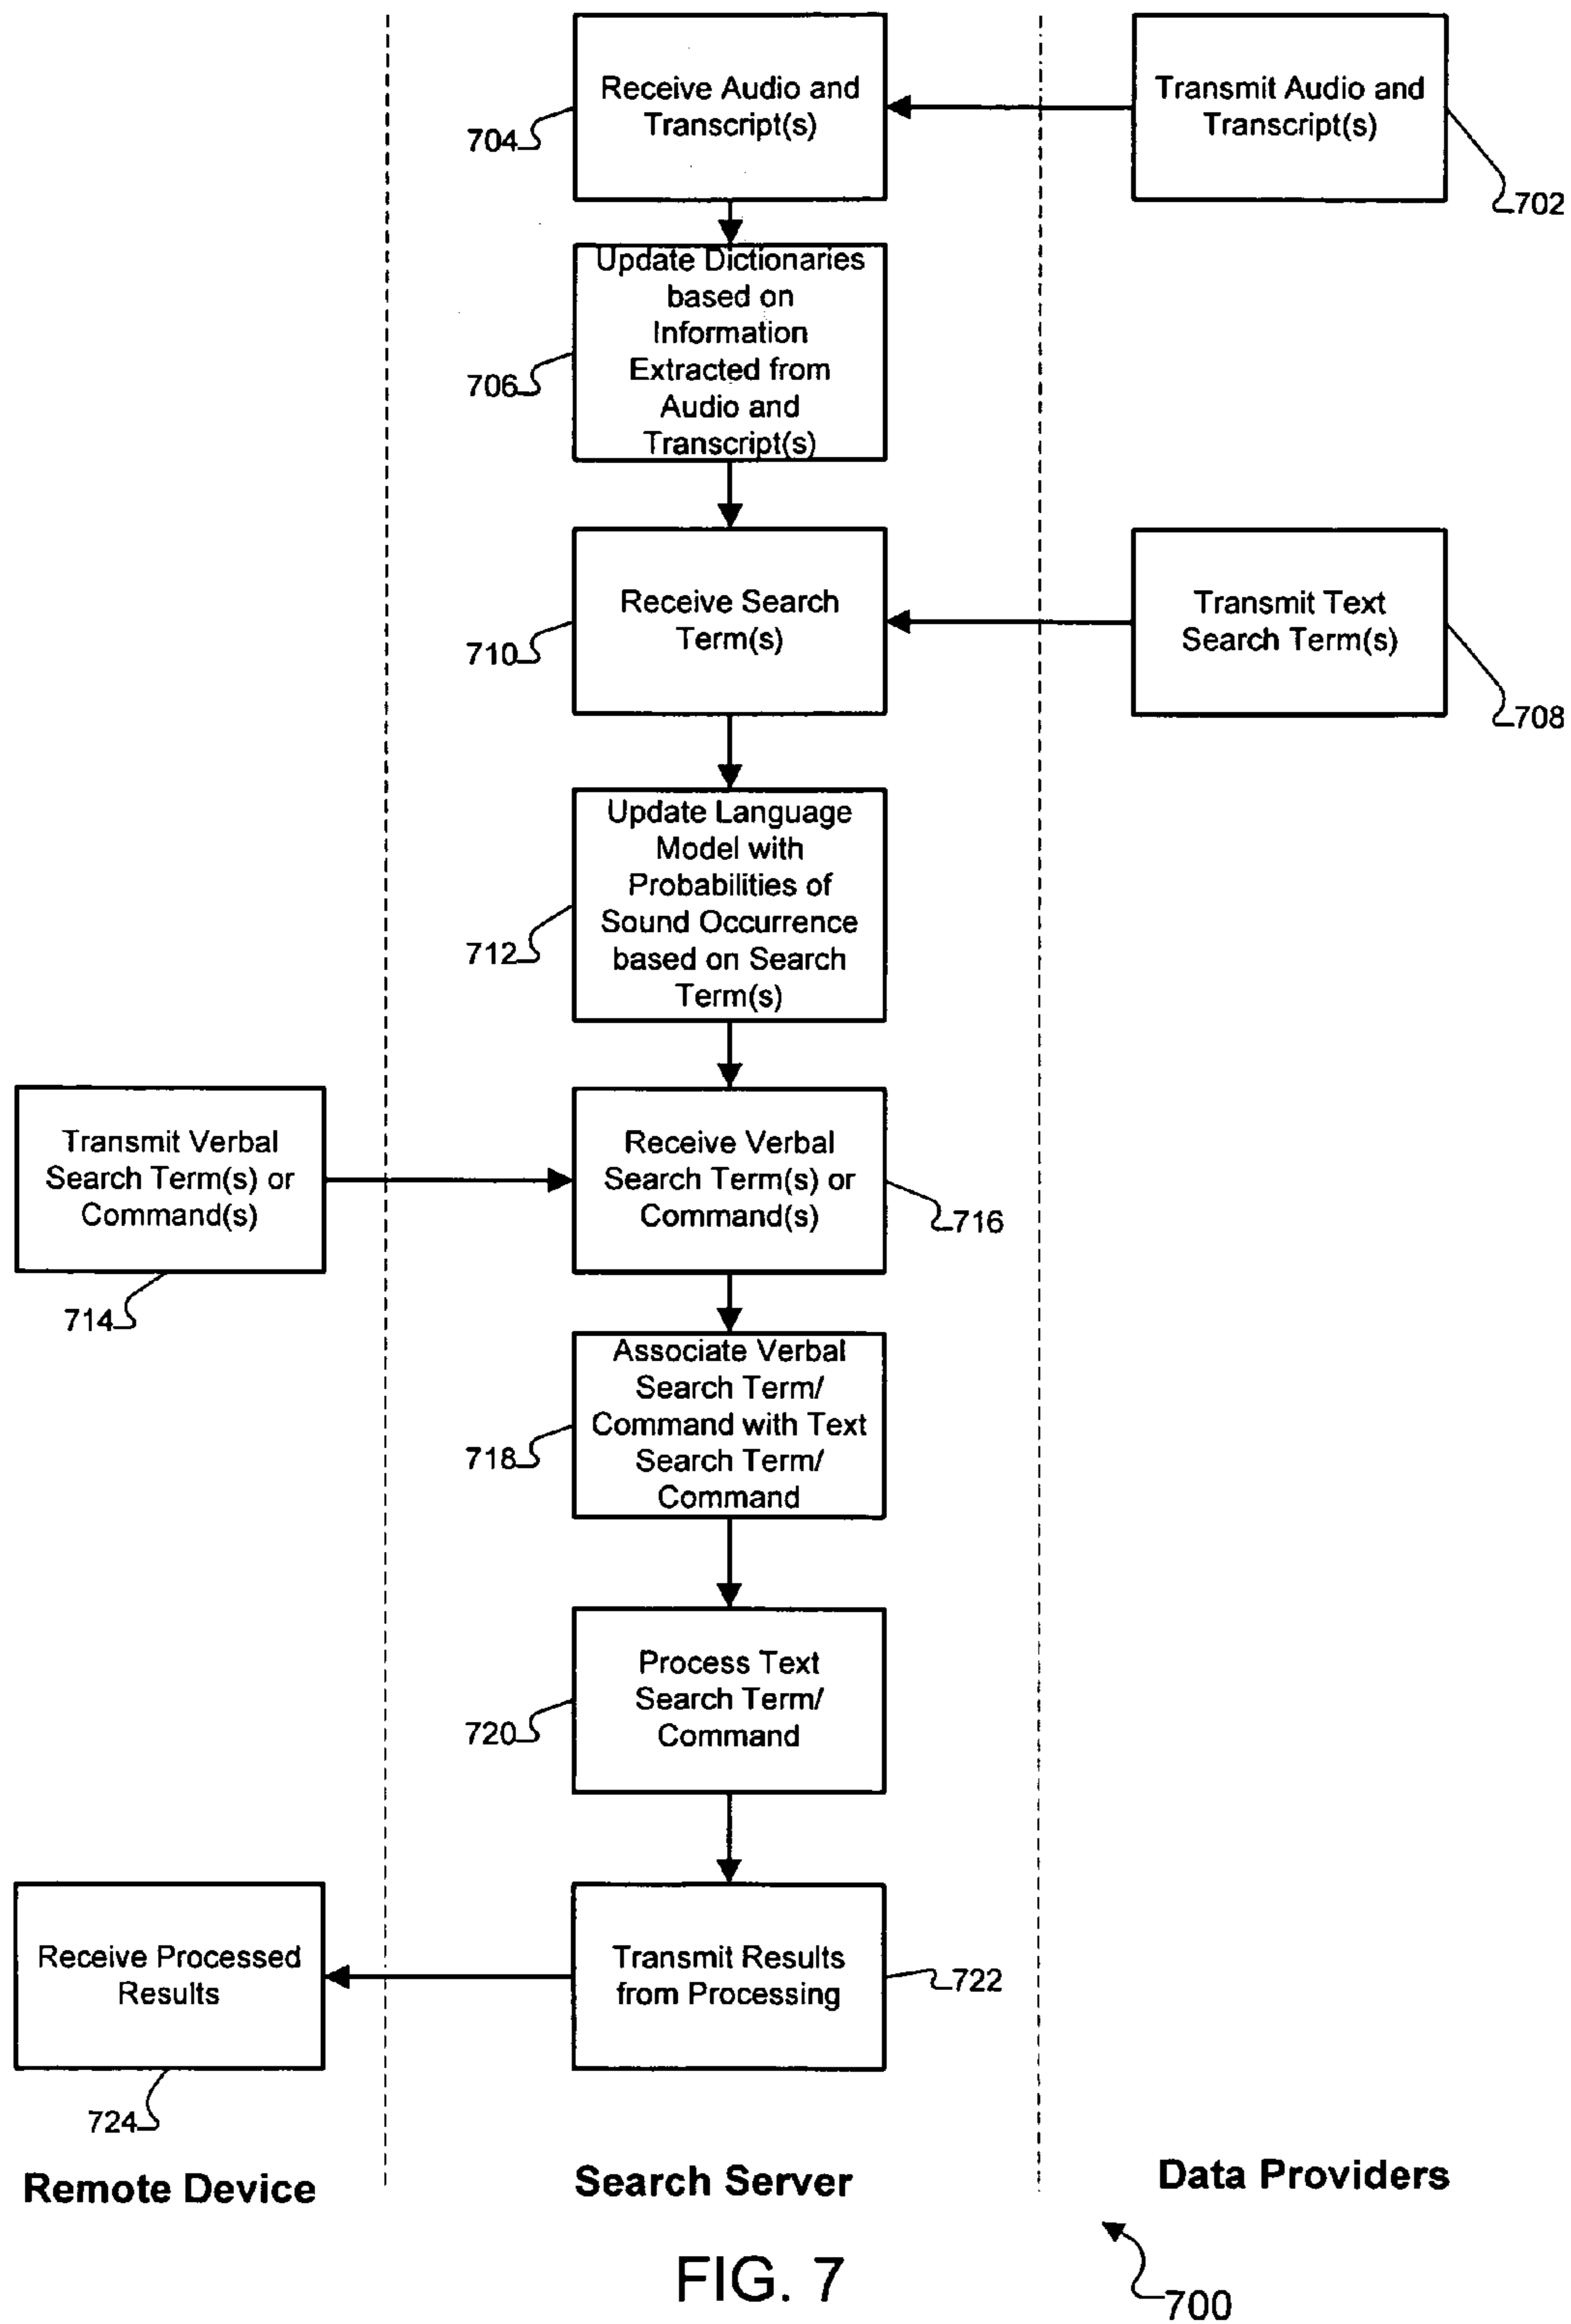 Receive Audio and
Transcript(s)
704
Transmit Audio and
Transcript(s)
702
Update Dictionaries
based on
Information
Extracted from
Audio and
Transcript(s)
706
Receive Search
Term(s)
710
Transmit Text
Search Term(s)
708
Update Language
Model with
Probabilities of
Sound Occurrence
based on Search
Term(s)
712
Transmit Verbal
Search Term(s) or
Command(s)
714
Receive Verbal
Search Term(s) or
Command(s)
716
Associate Verbal
Search Term/
Command with Text
Search Term/
Command
718
Process Text
Search Term/
Command
720
Receive Processed
Results
724
Transmit Results
from Processing
722
Remote Device
Search Server
Data Providers
FIG. 7
700